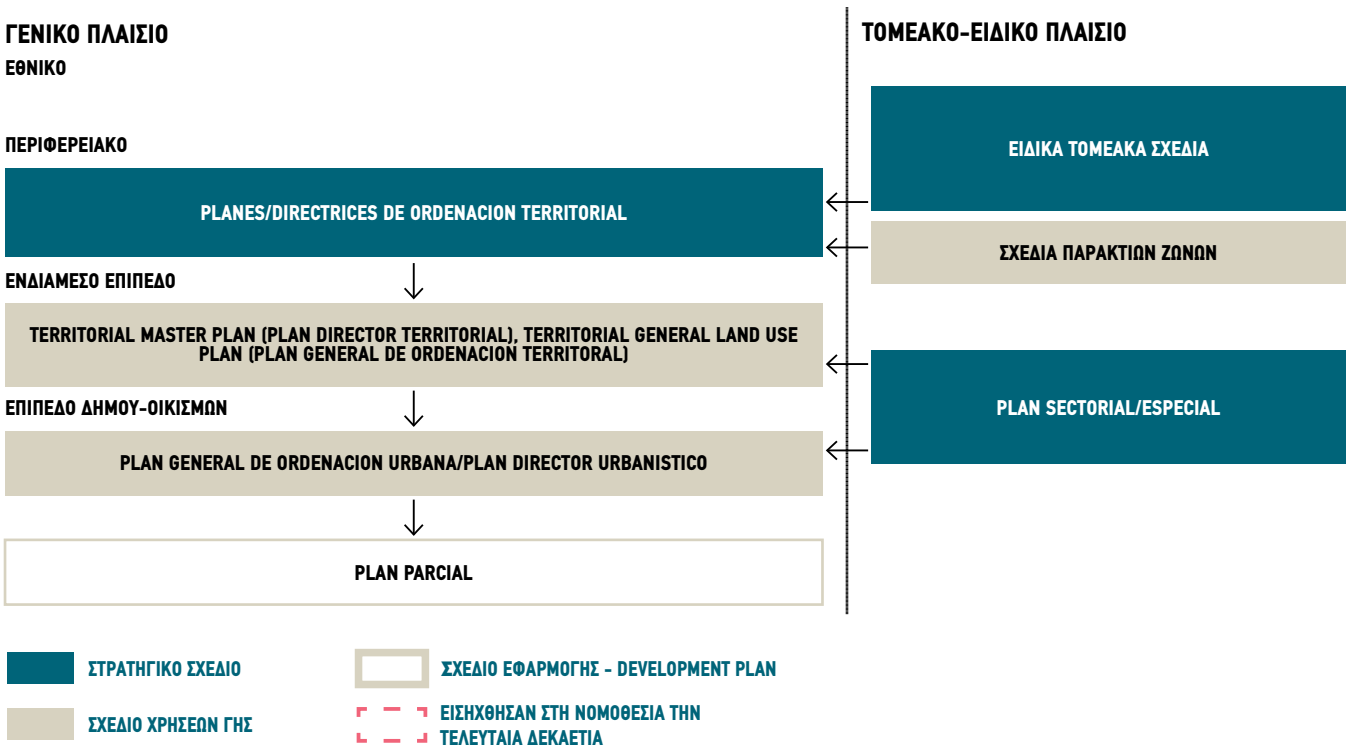 ΓΕΝΙΚΟ ΠΛΑΙΣΙΟ
ΕΘΝΙΚΟ
ΠΕΡΙΦΕΡΕΙΑΚΟ
PLANES/DIRECTRICES DE ORDENACION TERRITORIAL
ΕΝΔΙΑΜΕΣΟ ΕΠΙΠΕΔΟ
TERRITORIAL MASTER PLAN (PLAN DIRECTOR TERRITORIAL), TERRITORIAL GENERAL LAND USE
PLAN (PLAN GENERAL DE ORDENACION TERRITORAL)
ΕΠΙΠΕΔΟ ΔΗΜΟΥ-ΟΙΚΙΣΜΩΝ
PLAN GENERAL DE ORDENACION URBANA/PLAN DIRECTOR URBANISTICO
PLAN PARCIAL
ΤΟΜΕΑΚΟ-ΕΙΔΙΚΟ ΠΛΑΙΣΙΟ
ΕΙΔΙΚΑ ΤΟΜΕΑΚΑ ΣΧΕΔΙΑ
ΣΧΕΔΙΑ ΠΑΡΑΚΤΙΩΝ ΖΩΝΩΝ
PLAN SECTORIAL/ESPECIAL
ΣΤΡΑΤΗΓΙΚΟ ΣΧΕΔΙΟ
ΣΧΕΔΙΟ ΧΡΗΣΕΩΝ ΓΗΣ
ΣΧΕΔΙΟ ΕΦΑΡΜΟΓΗΣ - DEVELOPMENT PLAN
ΕΙΣΗΧΘΗΣΑΝ ΣΤΗ ΝΟΜΟΘΕΣΙΑ ΤΗΝ
ΤΕΛΕΥΤΑΙΑ ΔΕΚΑΕΤΙΑ